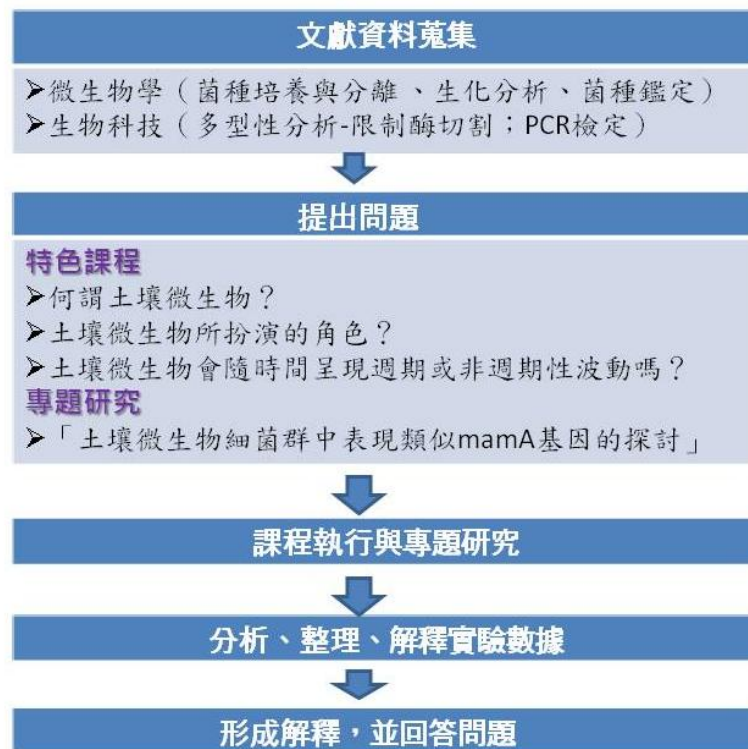 文獻資料蒐集
➢微生物學（菌種培養與分離、生化分析、菌種鑑定）
➢生物科技（多型性分析-限制酶切割；PCR檢定）
提出問題
特色課程
➢何謂土壤微生物？
➢土壤微生物所扮演的角色？
➢土壤微生物會隨時間呈現週期或非週期性波動嗎？
專題研究
➢「土壤微生物細菌群中表現類似mamA基因的探討」
課程執行與專題研究
分析、整理、解釋實驗數據
形成解釋，並回答問題